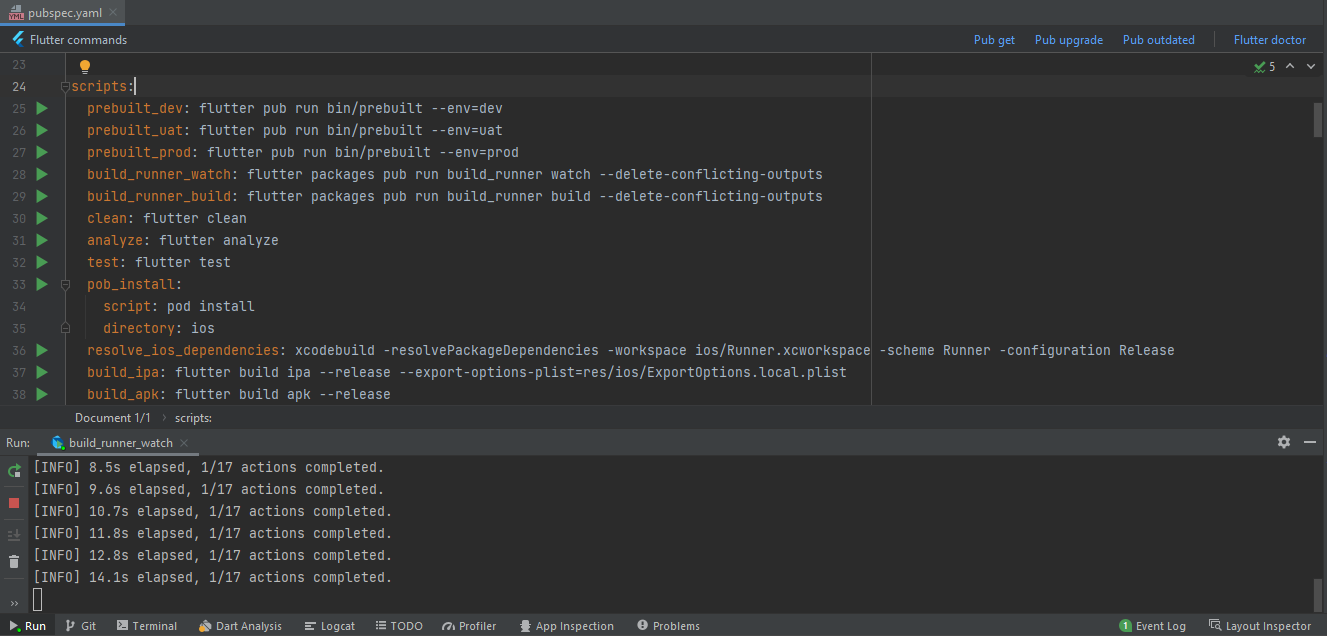 pubspec.yaml
Flutter commands Pub get Pub upgrade Pub outdated Flutter doctor
23
24 scripts: 5
25 prebuilt_dev: flutter pub run bin/prebuilt --env=dev
26 prebuilt_uat: flutter pub run bin/prebuilt --env=uat
27 prebuilt_prod: flutter pub run bin/prebuilt --env=prod
28 build_runner_watch: flutter packages pub run build_runner watch --delete-conflicting-outputs
29 build_runner_build: flutter packages pub run build_runner build --delete-conflicting-outputs
30 clean: flutter clean
31 analyze: flutter analyze
32 test: flutter test
33 pob_install:
34 script: pod install
35 directory: ios
36 resolve_ios_dependencies: xcodebuild -resolvePackageDependencies -workspace ios/Runner.xcworkspace -scheme Runner -configuration Release
37 build_ipa: flutter build ipa --release --export-options-plist=res/ios/ExportOptions.local.plist
38 build_apk: flutter build apk --release
Document 1/1 › scripts:
Run: build_runner_watch
[INFO] 8.5s elapsed, 1/17 actions completed.
[INFO] 9.6s elapsed, 1/17 actions completed.
[INFO] 10.7s elapsed, 1/17 actions completed.
[INFO] 11.8s elapsed, 1/17 actions completed.
[INFO] 12.8s elapsed, 1/17 actions completed.
[INFO] 14.1s elapsed, 1/17 actions completed.
Run Git Terminal Dart Analysis Logcat TODO Profiler App Inspection Problems 1 Event Log Layout Inspector